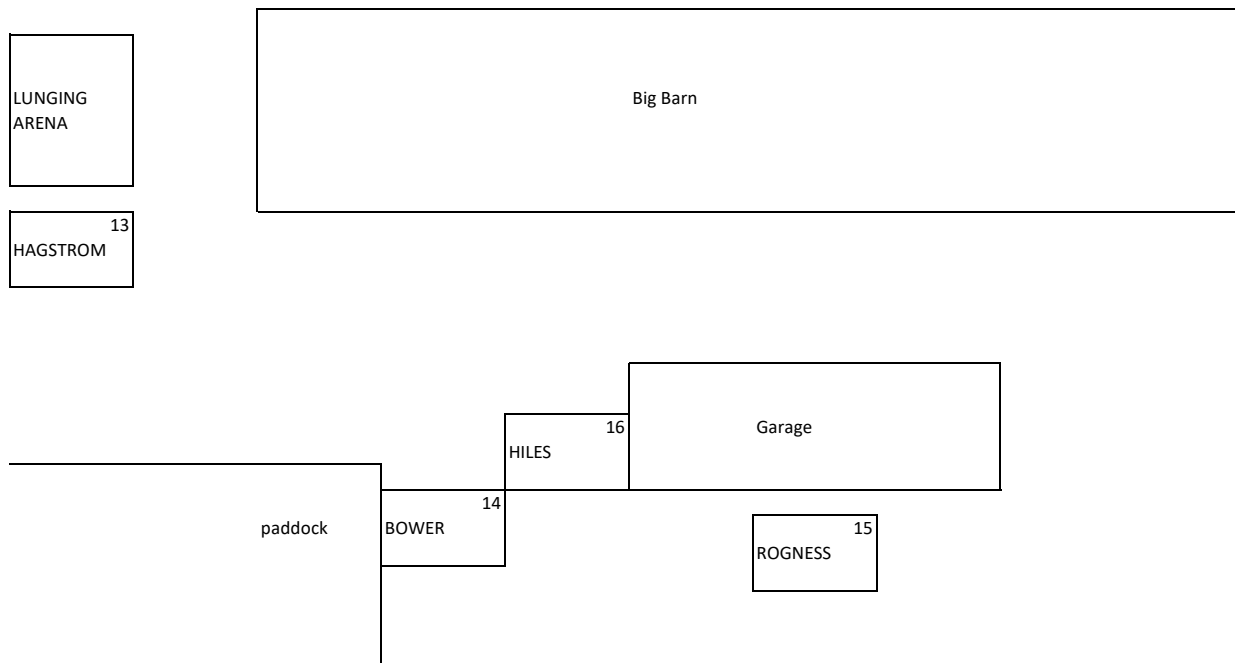 LUNGING
ARENA
Big Barn
13
HAGSTROM
16
HILES
Garage
14
BOWER
paddock
15
ROGNESS